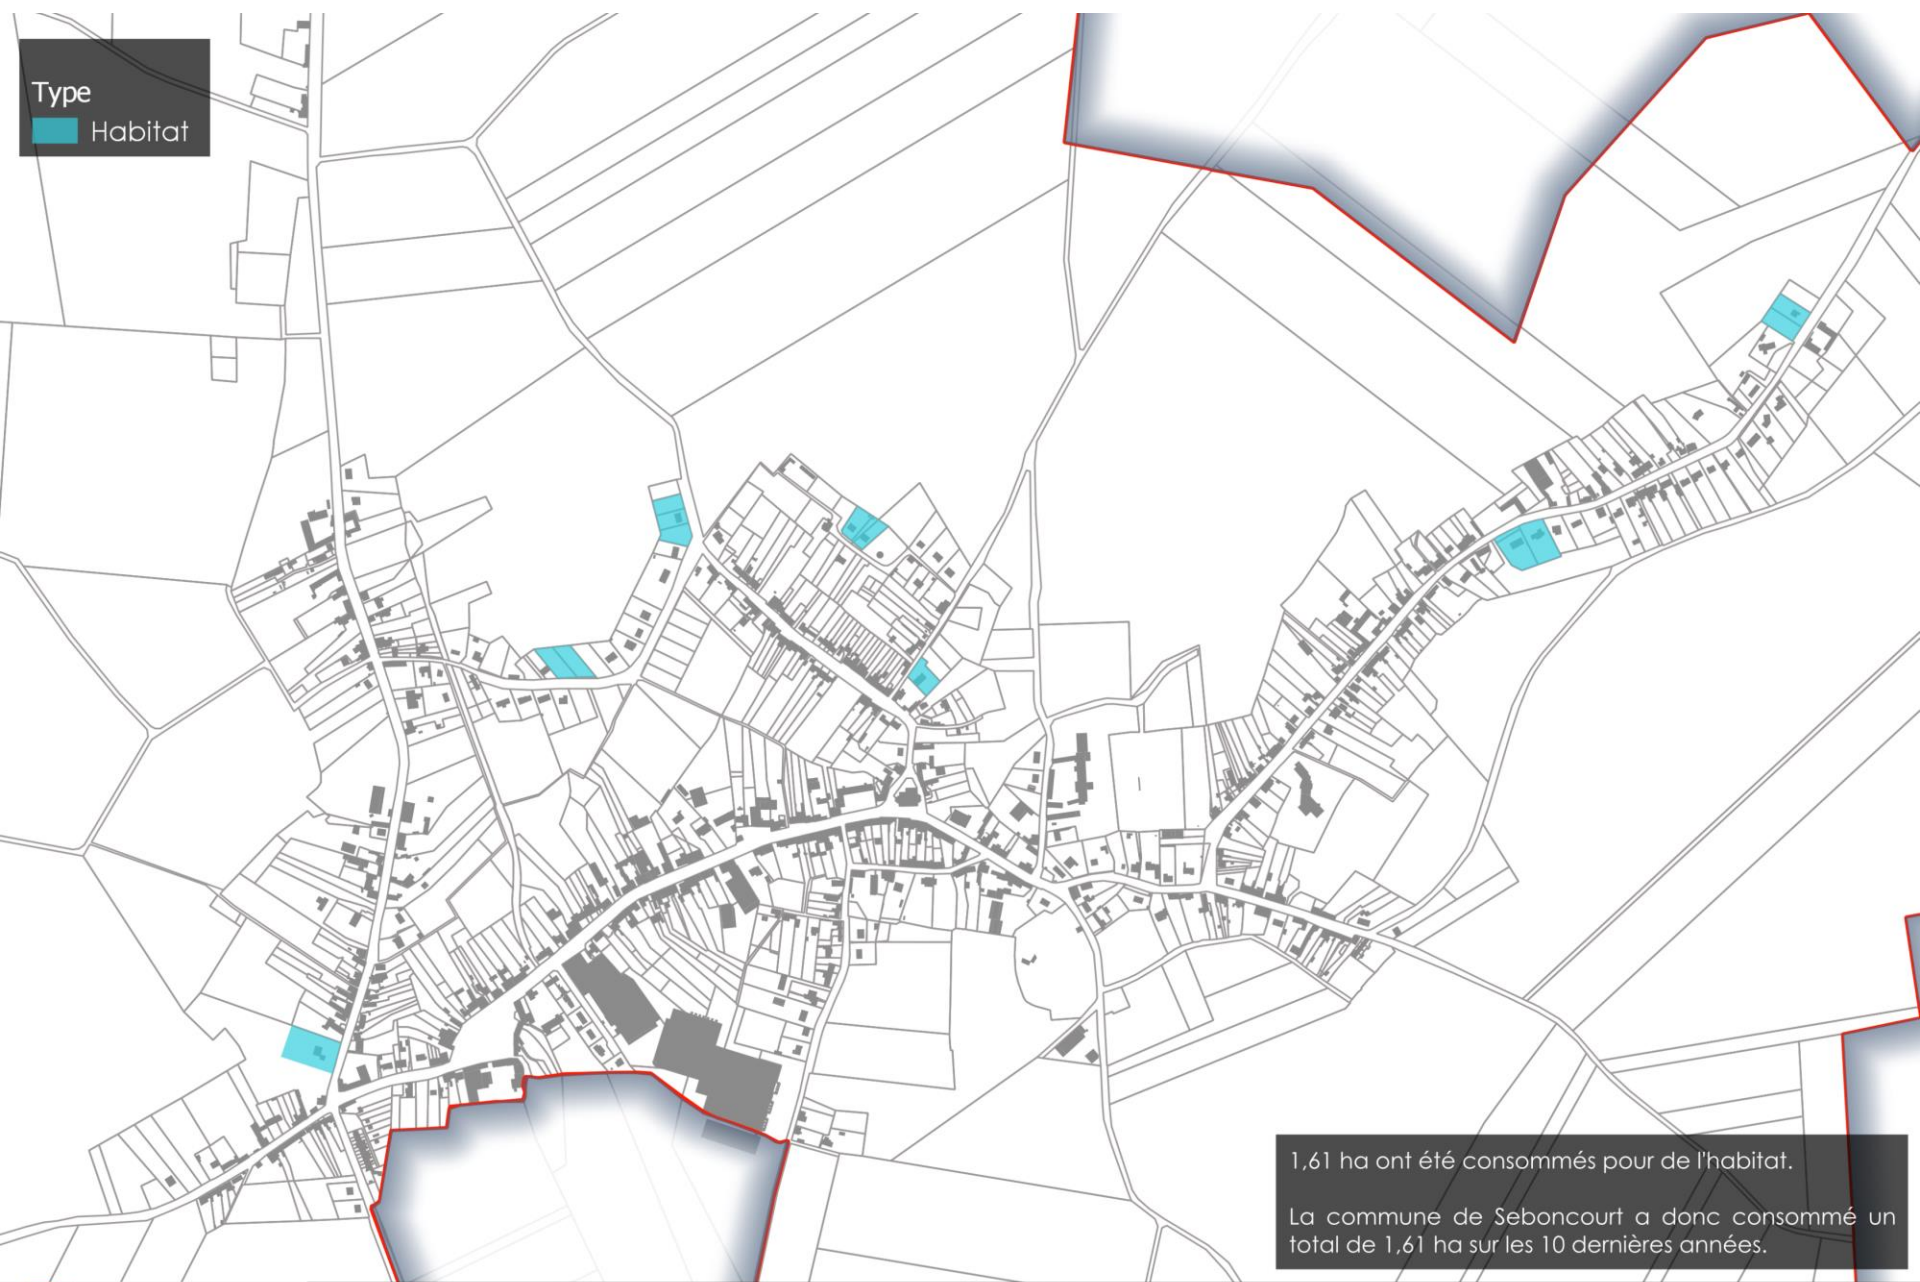 Type
Habitat
1,61 ha ont été consommés pour de l'habitat.
La commune de Seboncourt a donc consommé un
total de 1,61 ha sur les 10 dernières années.